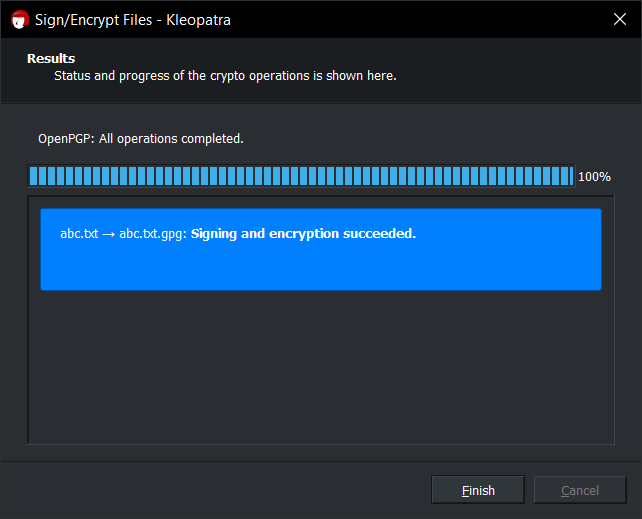 Sign/Encrypt Files - Kleopatra
Results
Status and progress of the crypto operations is shown here.
OpenPGP: All operations completed.
100%
abc.txt → abc.txt.gpg: Signing and encryption succeeded.
Finish
Cancel